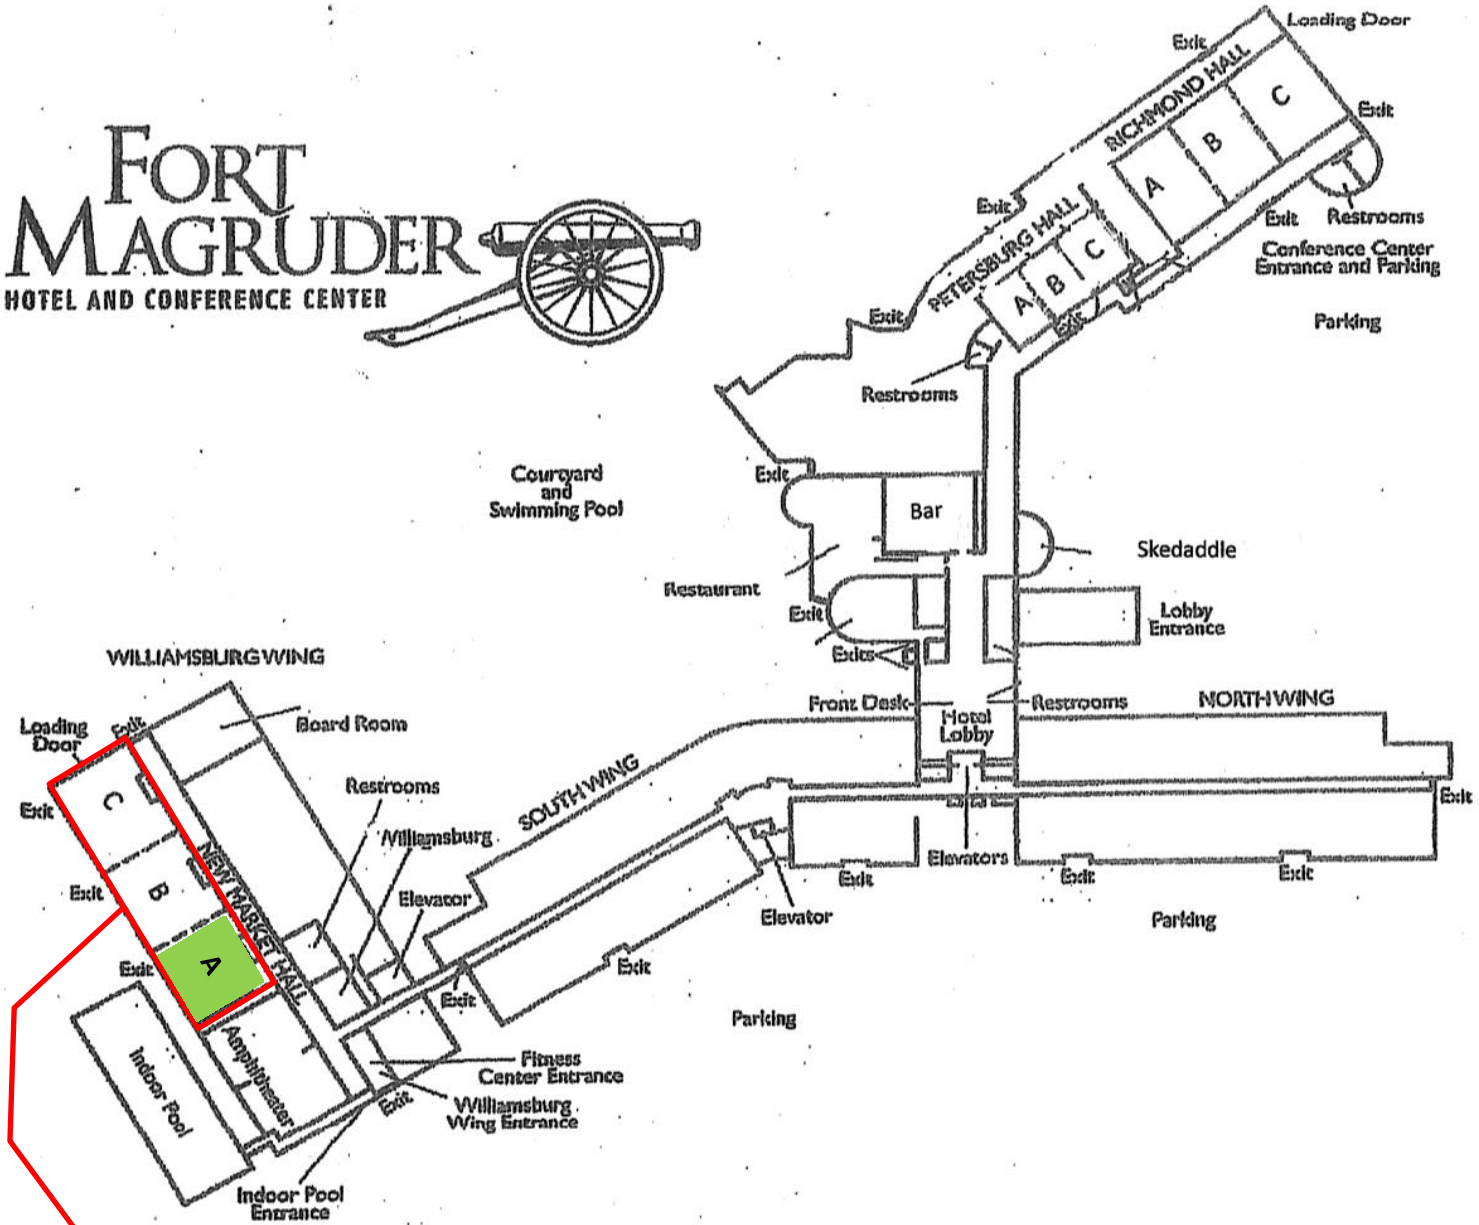 FORT
MAGRUDER
HOTEL AND CONFERENCE CENTER
Loading Door
Exit
RICHMOND HALL
C
B
A
Exit
Exit
Restrooms
Conference Center
Entrance and Parking
Parking
Exit
PETERSBURG HALL
C
B
A
Exit
Exit
Restrooms
Courtyard
and
Swimming Pool
Exit
Bar
Skedaddle
Restaurant
Exit
Lobby
Entrance
Exits
Front Desk
Restrooms
Hotel
Lobby
NORTH WING
Exit
Elevators
Exit
Exit
Exit
Parking
WILLIAMSBURG WING
Loading
Door
Exit
Board Room
C
Exit
B
Exit
A
Exit
NEW MARKET HALL
Restrooms
Williamsburg
Elevator
SOUTH WING
Elevator
Exit
Exit
Parking
Amphitheater
Indoor Pool
Fitness
Center Entrance
Exit
Williamsburg
Wing Entrance
Indoor Pool
Entrance